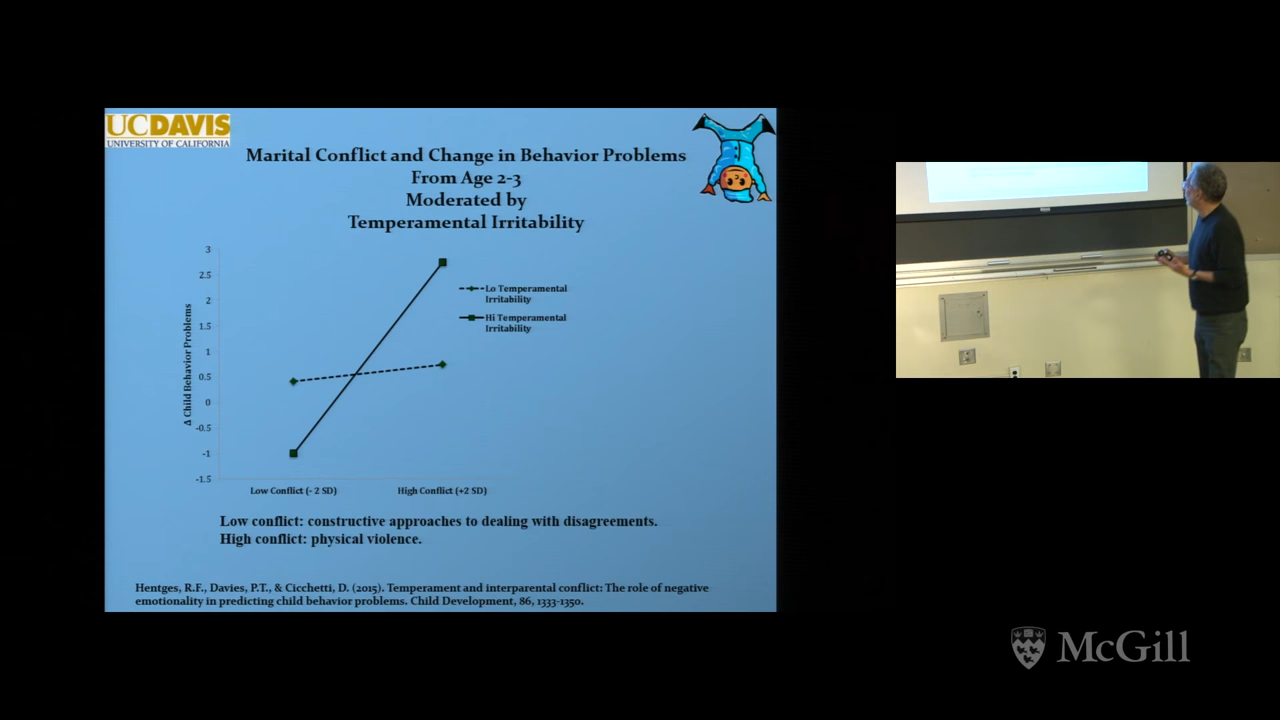 UCDAVIS
UNIVERSITY OF CALIFORNIA
Marital Conflict and Change in Behavior Problems
From Age 2-3
Moderated by
Temperamental Irritability
3
2.5
2
1.5
1
0.5
0
-0.5
-1
-1.5
Δ Child Behavior Problems
Lo Temperamental
Irritability
Hi Temperamental
Irritability
Low Conflict (- 2 SD)
High Conflict (+2 SD)
Low conflict: constructive approaches to dealing with disagreements.
High conflict: physical violence.
Hentges, R.F., Davies, P.T., & Cicchetti, D. (2015). Temperament and interparental conflict: The role of negative
emotionality in predicting child behavior problems. Child Development, 86, 1333-1350.
McGill